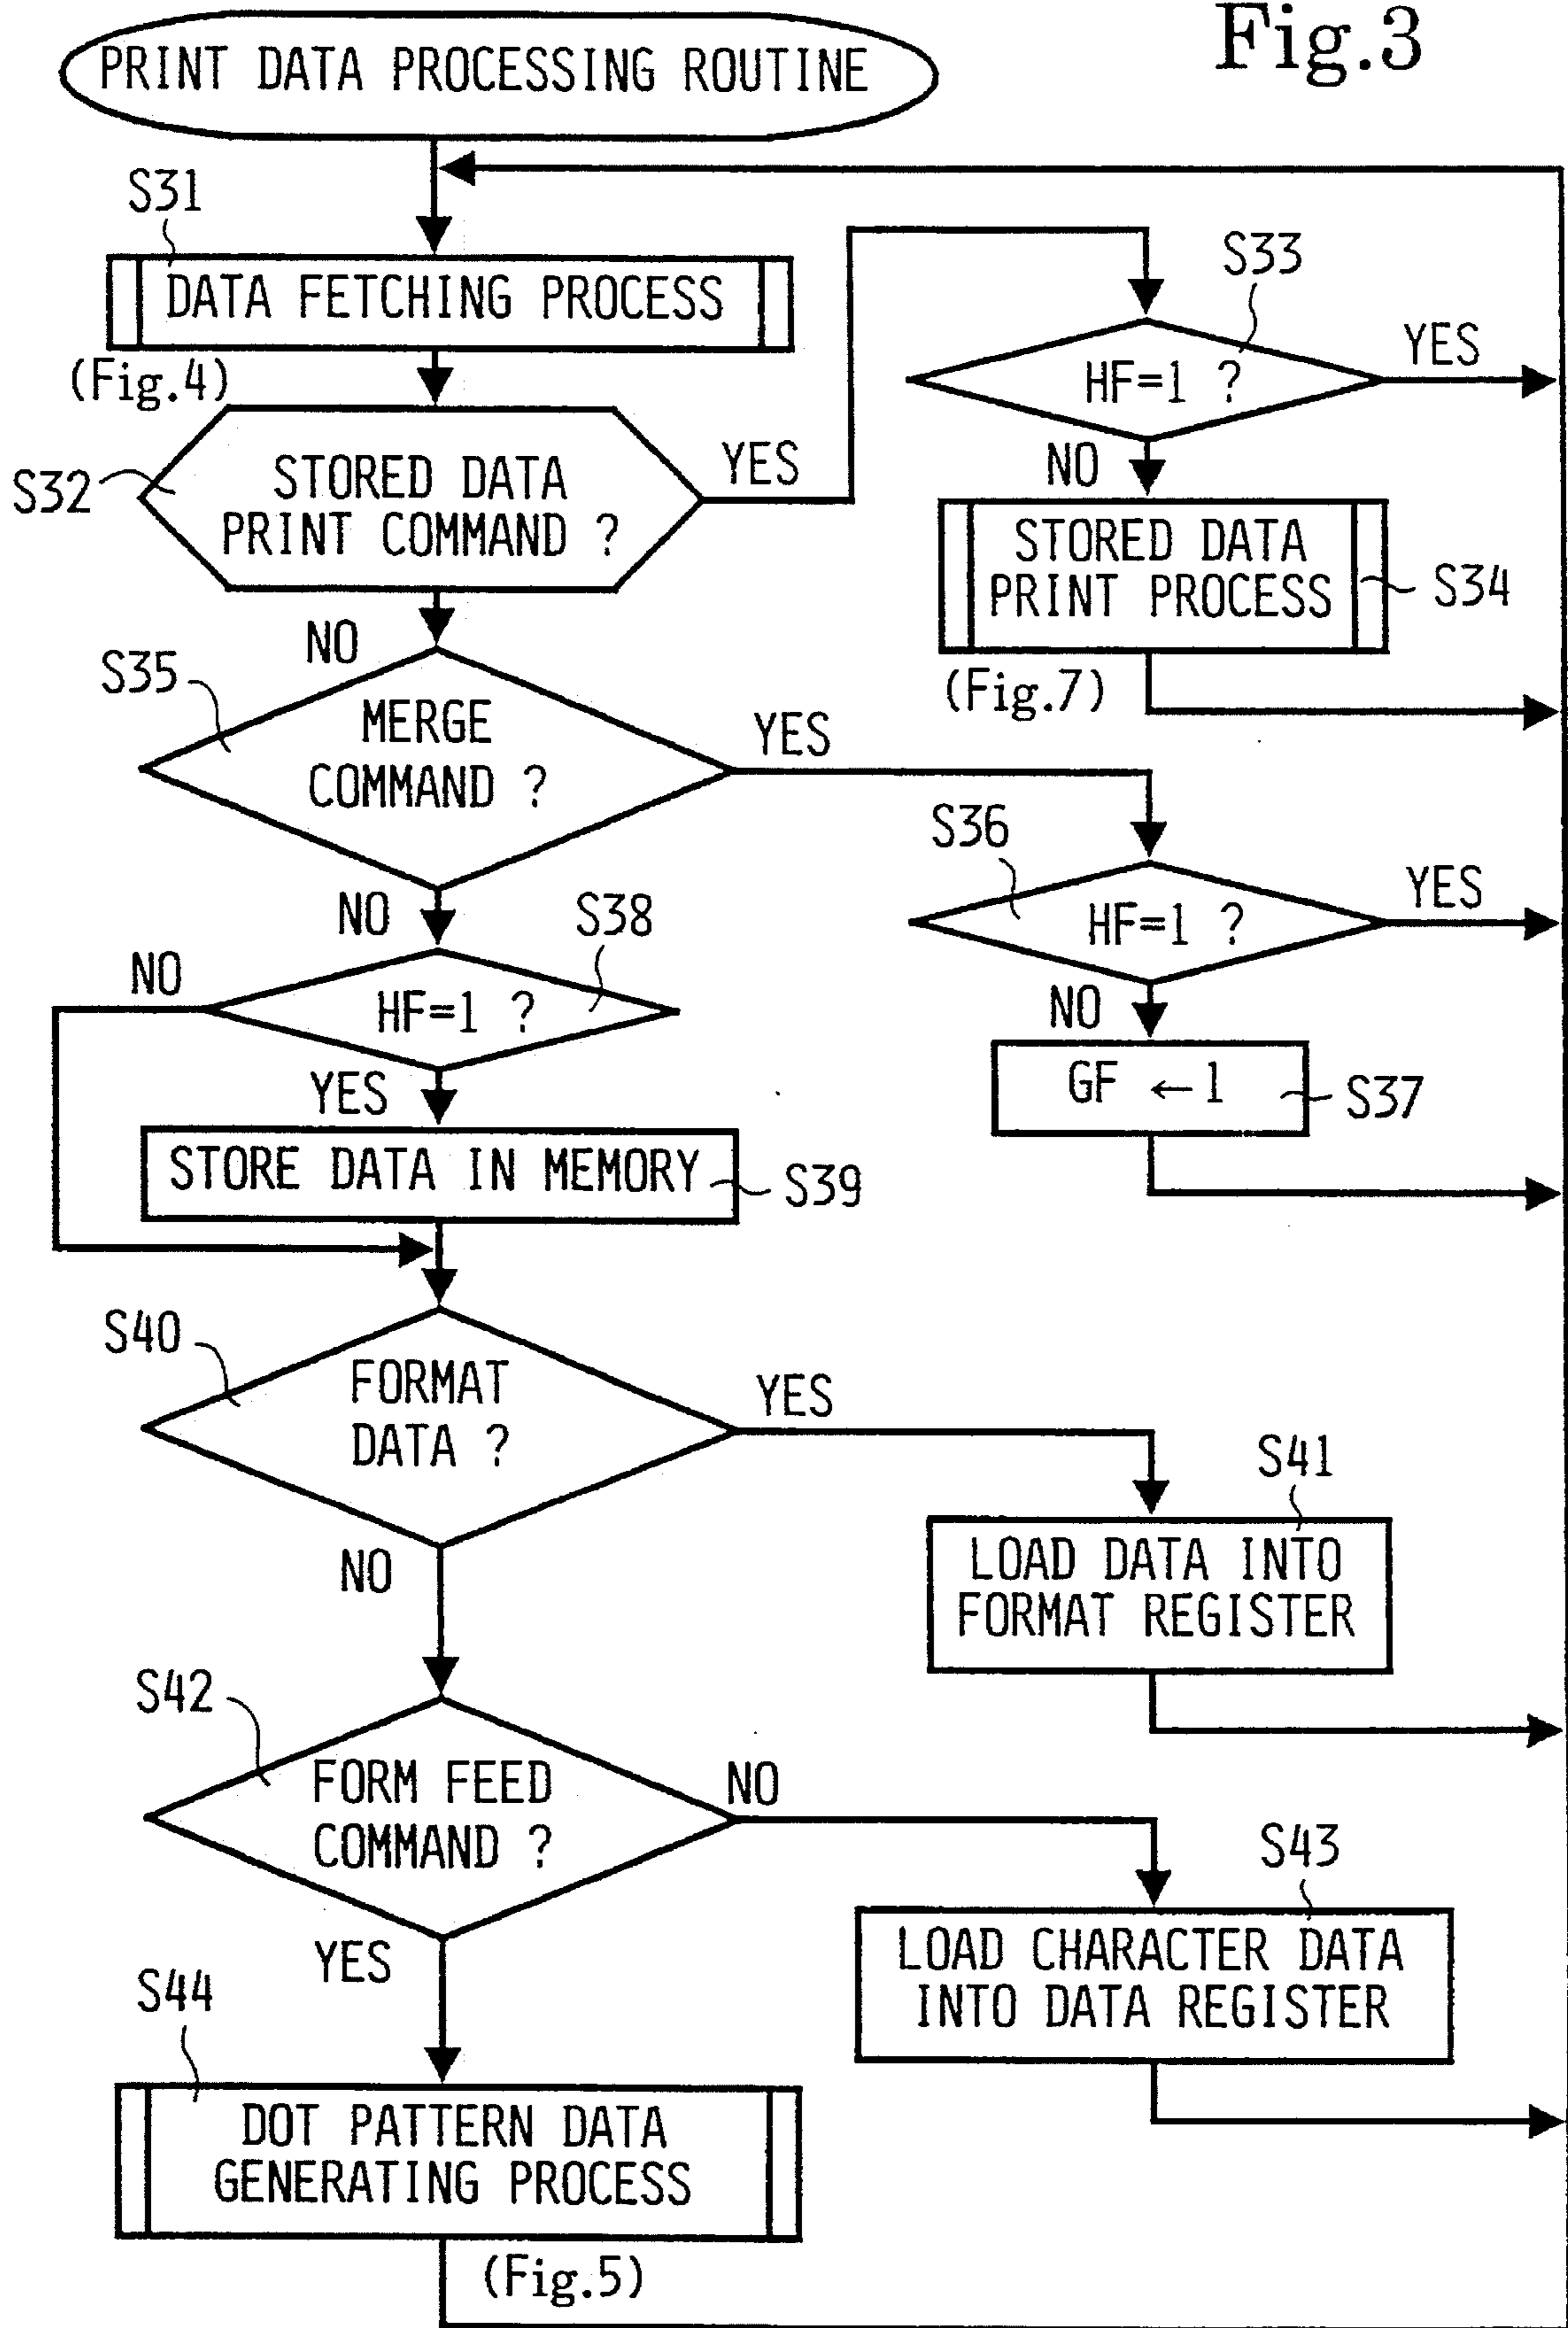 Fig.3
PRINT DATA PROCESSING ROUTINE
S31
DATA FETCHING PROCESS
(Fig.4)
S32
STORED DATA
PRINT COMMAND ?
YES
NO
S33
HF=1 ?
YES
NO
STORED DATA
PRINT PROCESS
S34
(Fig.7)
S35
MERGE
COMMAND ?
YES
NO
S36
HF=1 ?
YES
NO
GF ←1
S37
S38
HF=1 ?
NO
YES
STORE DATA IN MEMORY
S39
S40
FORMAT
DATA ?
YES
NO
S41
LOAD DATA INTO
FORMAT REGISTER
S42
FORM FEED
COMMAND ?
NO
YES
S43
LOAD CHARACTER DATA
INTO DATA REGISTER
S44
DOT PATTERN DATA
GENERATING PROCESS
(Fig.5)